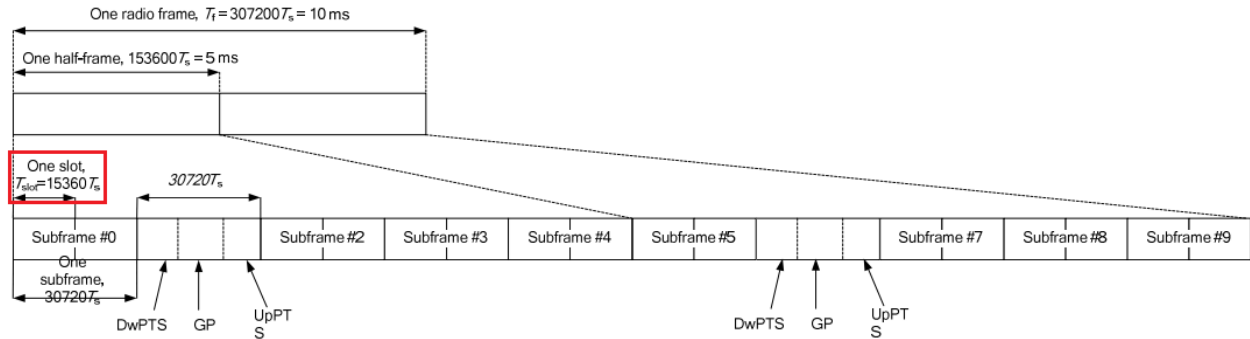 One radio frame, Tf = 307200Ts = 10 ms
One half-frame, 153600Ts = 5 ms
One slot,
Tslot=15360Ts
30720Ts
Subframe #0
Subframe #2
Subframe #3
Subframe #4
Subframe #5
Subframe #7
Subframe #8
Subframe #9
One
subframe,
30720Ts
DwPTS
GP
UpPT
S
DwPTS
GP
UpPT
S